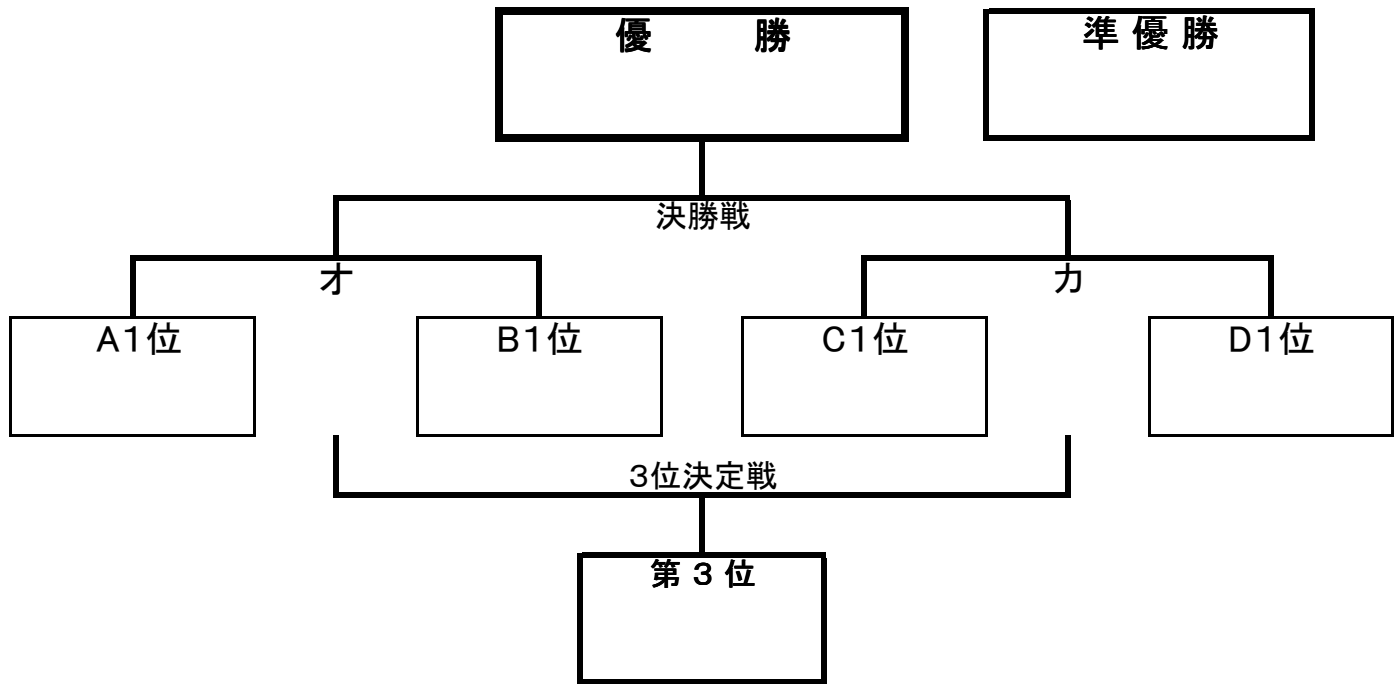 優　勝
準 優 勝
決勝戦
オ
カ
A1位
B1位
C1位
D1位
3位決定戦
第 3 位